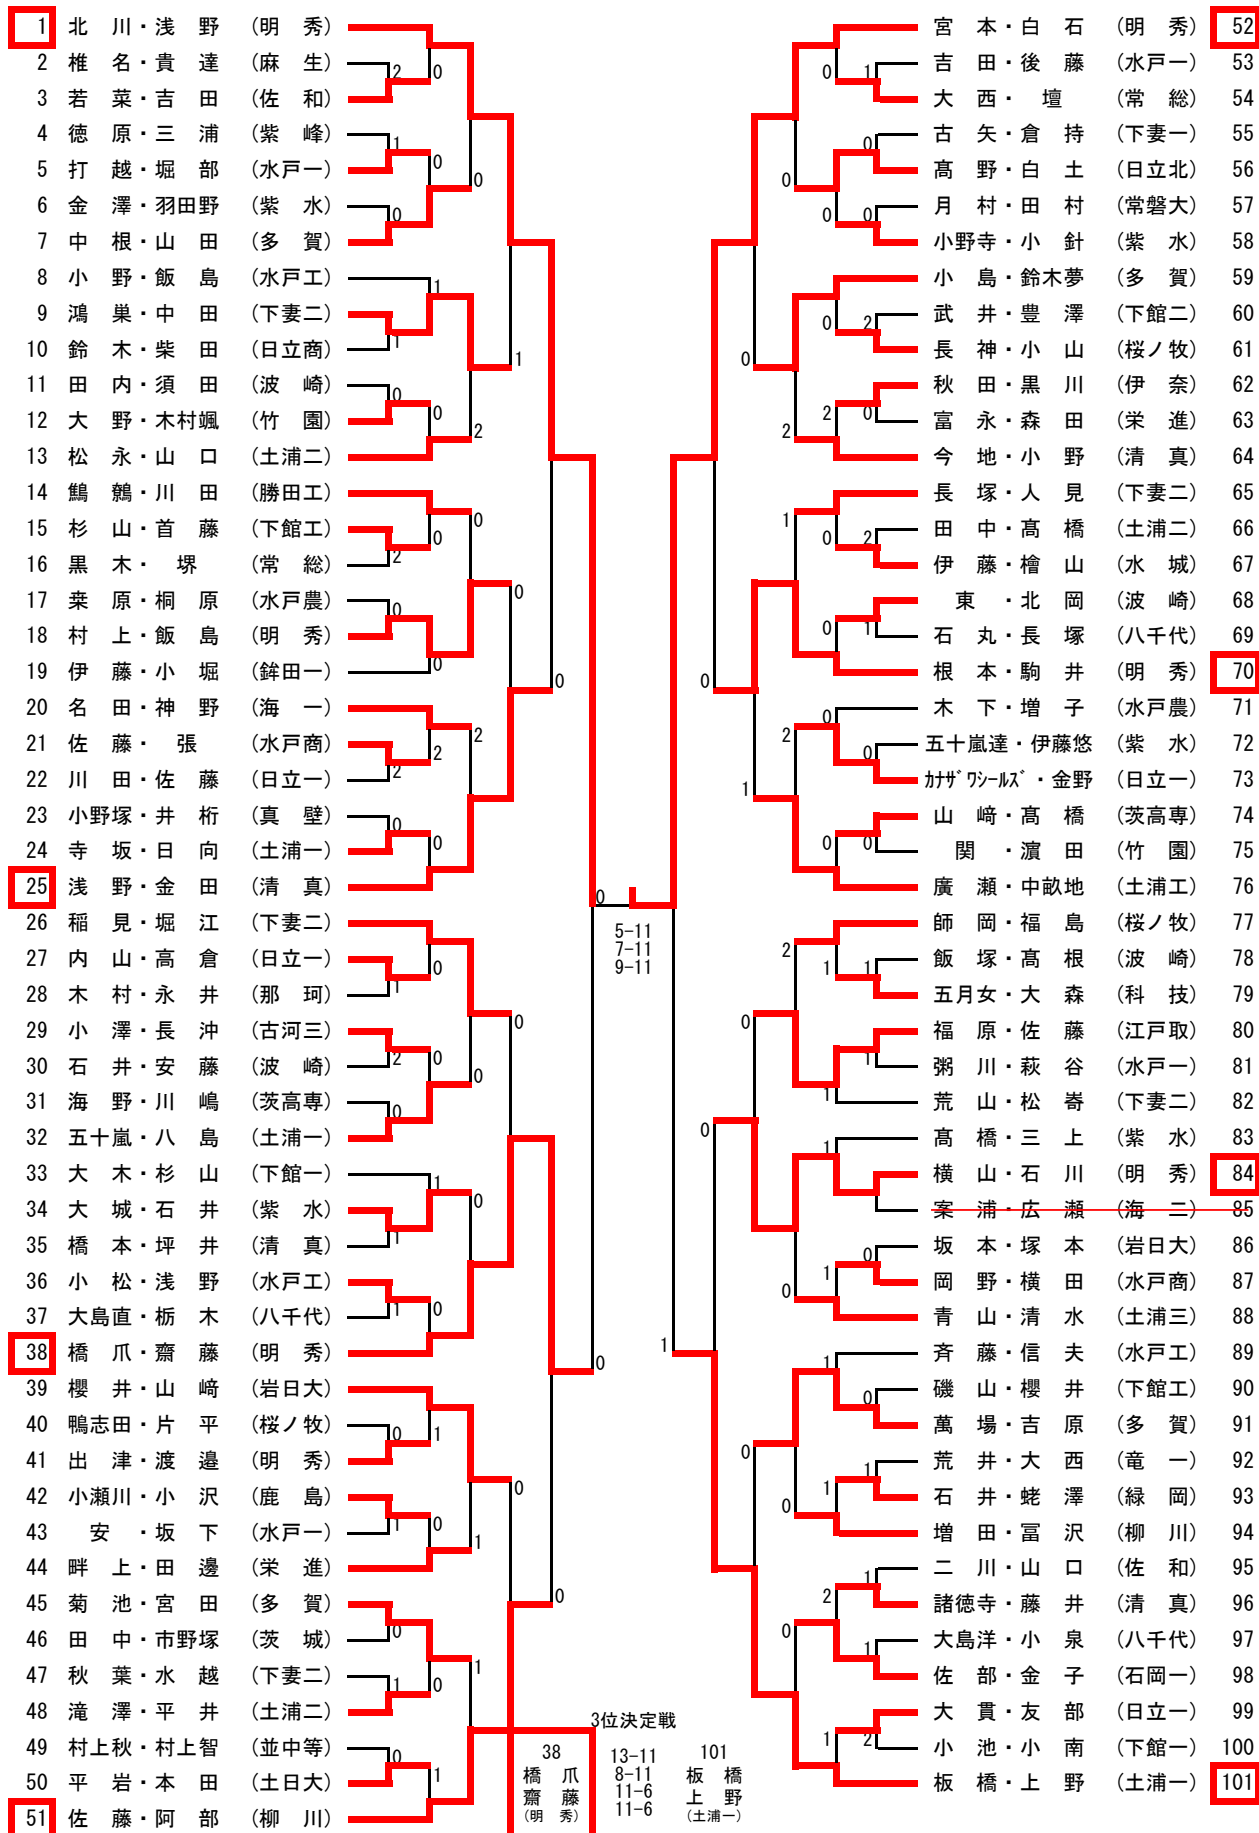 1 北 川・浅 野 (明 秀)
2 椎 名・貴 達 (麻 生)
3 若 菜・吉 田 (佐 和)
4 徳 原・三 浦 (紫 峰)
5 打 越・堀 部 (水戸一)
6 金 澤・羽田野 (紫 水)
7 中 根・山 田 (多 賀)
8 小 野・飯 島 (水戸工)
9 鴻 巣・中 田 (下妻二)
10 鈴 木・柴 田 (日立商)
11 田 内・須 田 (波 崎)
12 大 野・木村颯 (竹 園)
13 松 永・山 口 (土浦二)
14 鷦 鷯・川 田 (勝田工)
15 杉 山・首 藤 (下館工)
16 黒 木・ 堺 (常 総)
17 桒 原・桐 原 (水戸農)
18 村 上・飯 島 (明 秀)
19 伊 藤・小 堀 (鉾田一)
20 名 田・神 野 (海 一)
21 佐 藤・ 張 (水戸商)
22 川 田・佐 藤 (日立一)
23 小野塚・井 桁 (真 壁)
24 寺 坂・日 向 (土浦一)
25 浅 野・金 田 (清 真)
26 稲 見・堀 江 (下妻二)
27 内 山・高 倉 (日立一)
28 木 村・永 井 (那 珂)
29 小 澤・長 沖 (古河三)
30 石 井・安 藤 (波 崎)
31 海 野・川 嶋 (茨高専)
32 五十嵐・八 島 (土浦一)
33 大 木・杉 山 (下館一)
34 大 城・石 井 (紫 水)
35 橋 本・坪 井 (清 真)
36 小 松・浅 野 (水戸工)
37 大島直・栃 木 (八千代)
38 橋 爪・齋 藤 (明 秀)
39 櫻 井・山 﨑 (岩日大)
40 鴨志田・片 平 (桜ノ牧)
41 出 津・渡 邉 (明 秀)
42 小瀬川・小 沢 (鹿 島)
43 安 ・坂 下 (水戸一)
44 畔 上・田 邊 (栄 進)
45 菊 池・宮 田 (多 賀)
46 田 中・市野塚 (茨 城)
47 秋 葉・水 越 (下妻二)
48 滝 澤・平 井 (土浦二)
49 村上秋・村上智 (並中等)
50 平 岩・本 田 (土日大)
51 佐 藤・阿 部 (柳 川)
宮 本・白 石 (明 秀) 52
吉 田・後 藤 (水戸一) 53
大 西・ 壇 (常 総) 54
古 矢・倉 持 (下妻一) 55
髙 野・白 土 (日立北) 56
月 村・田 村 (常磐大) 57
小野寺・小 針 (紫 水) 58
小 島・鈴木夢 (多 賀) 59
武 井・豊 澤 (下館二) 60
長 神・小 山 (桜ノ牧) 61
秋 田・黒 川 (伊 奈) 62
富 永・森 田 (栄 進) 63
今 地・小 野 (清 真) 64
長 塚・人 見 (下妻二) 65
田 中・髙 橋 (土浦二) 66
伊 藤・檜 山 (水 城) 67
東 ・北 岡 (波 崎) 68
石 丸・長 塚 (八千代) 69
根 本・駒 井 (明 秀) 70
木 下・増 子 (水戸農) 71
五十嵐達・伊藤悠 (紫 水) 72
ｶﾅｻﾞﾜｼｰﾙｽﾞ・金野 (日立一) 73
山 﨑・髙 橋 (茨高専) 74
関 ・濵 田 (竹 園) 75
廣 瀬・中畝地 (土浦工) 76
師 岡・福 島 (桜ノ牧) 77
飯 塚・髙 根 (波 崎) 78
五月女・大 森 (科 技) 79
福 原・佐 藤 (江戸取) 80
粥 川・萩 谷 (水戸一) 81
荒 山・松 嵜 (下妻二) 82
髙 橋・三 上 (紫 水) 83
横 山・石 川 (明 秀) 84
案 浦・広 瀬 (海 二) 85
坂 本・塚 本 (岩日大) 86
岡 野・横 田 (水戸商) 87
青 山・清 水 (土浦三) 88
斉 藤・信 夫 (水戸工) 89
磯 山・櫻 井 (下館工) 90
萬 場・吉 原 (多 賀) 91
荒 井・大 西 (竜 一) 92
石 井・蛯 澤 (緑 岡) 93
増 田・冨 沢 (柳 川) 94
二 川・山 口 (佐 和) 95
諸徳寺・藤 井 (清 真) 96
大島洋・小 泉 (八千代) 97
佐 部・金 子 (石岡一) 98
大 貫・友 部 (日立一) 99
小 池・小 南 (下館一) 100
板 橋・上 野 (土浦一) 101
5-11
7-11
9-11
3位決定戦
38 13-11 101
橋 爪 8-11 板 橋
齋 藤 11-6 上 野
(明 秀) 11-6 (土浦一)